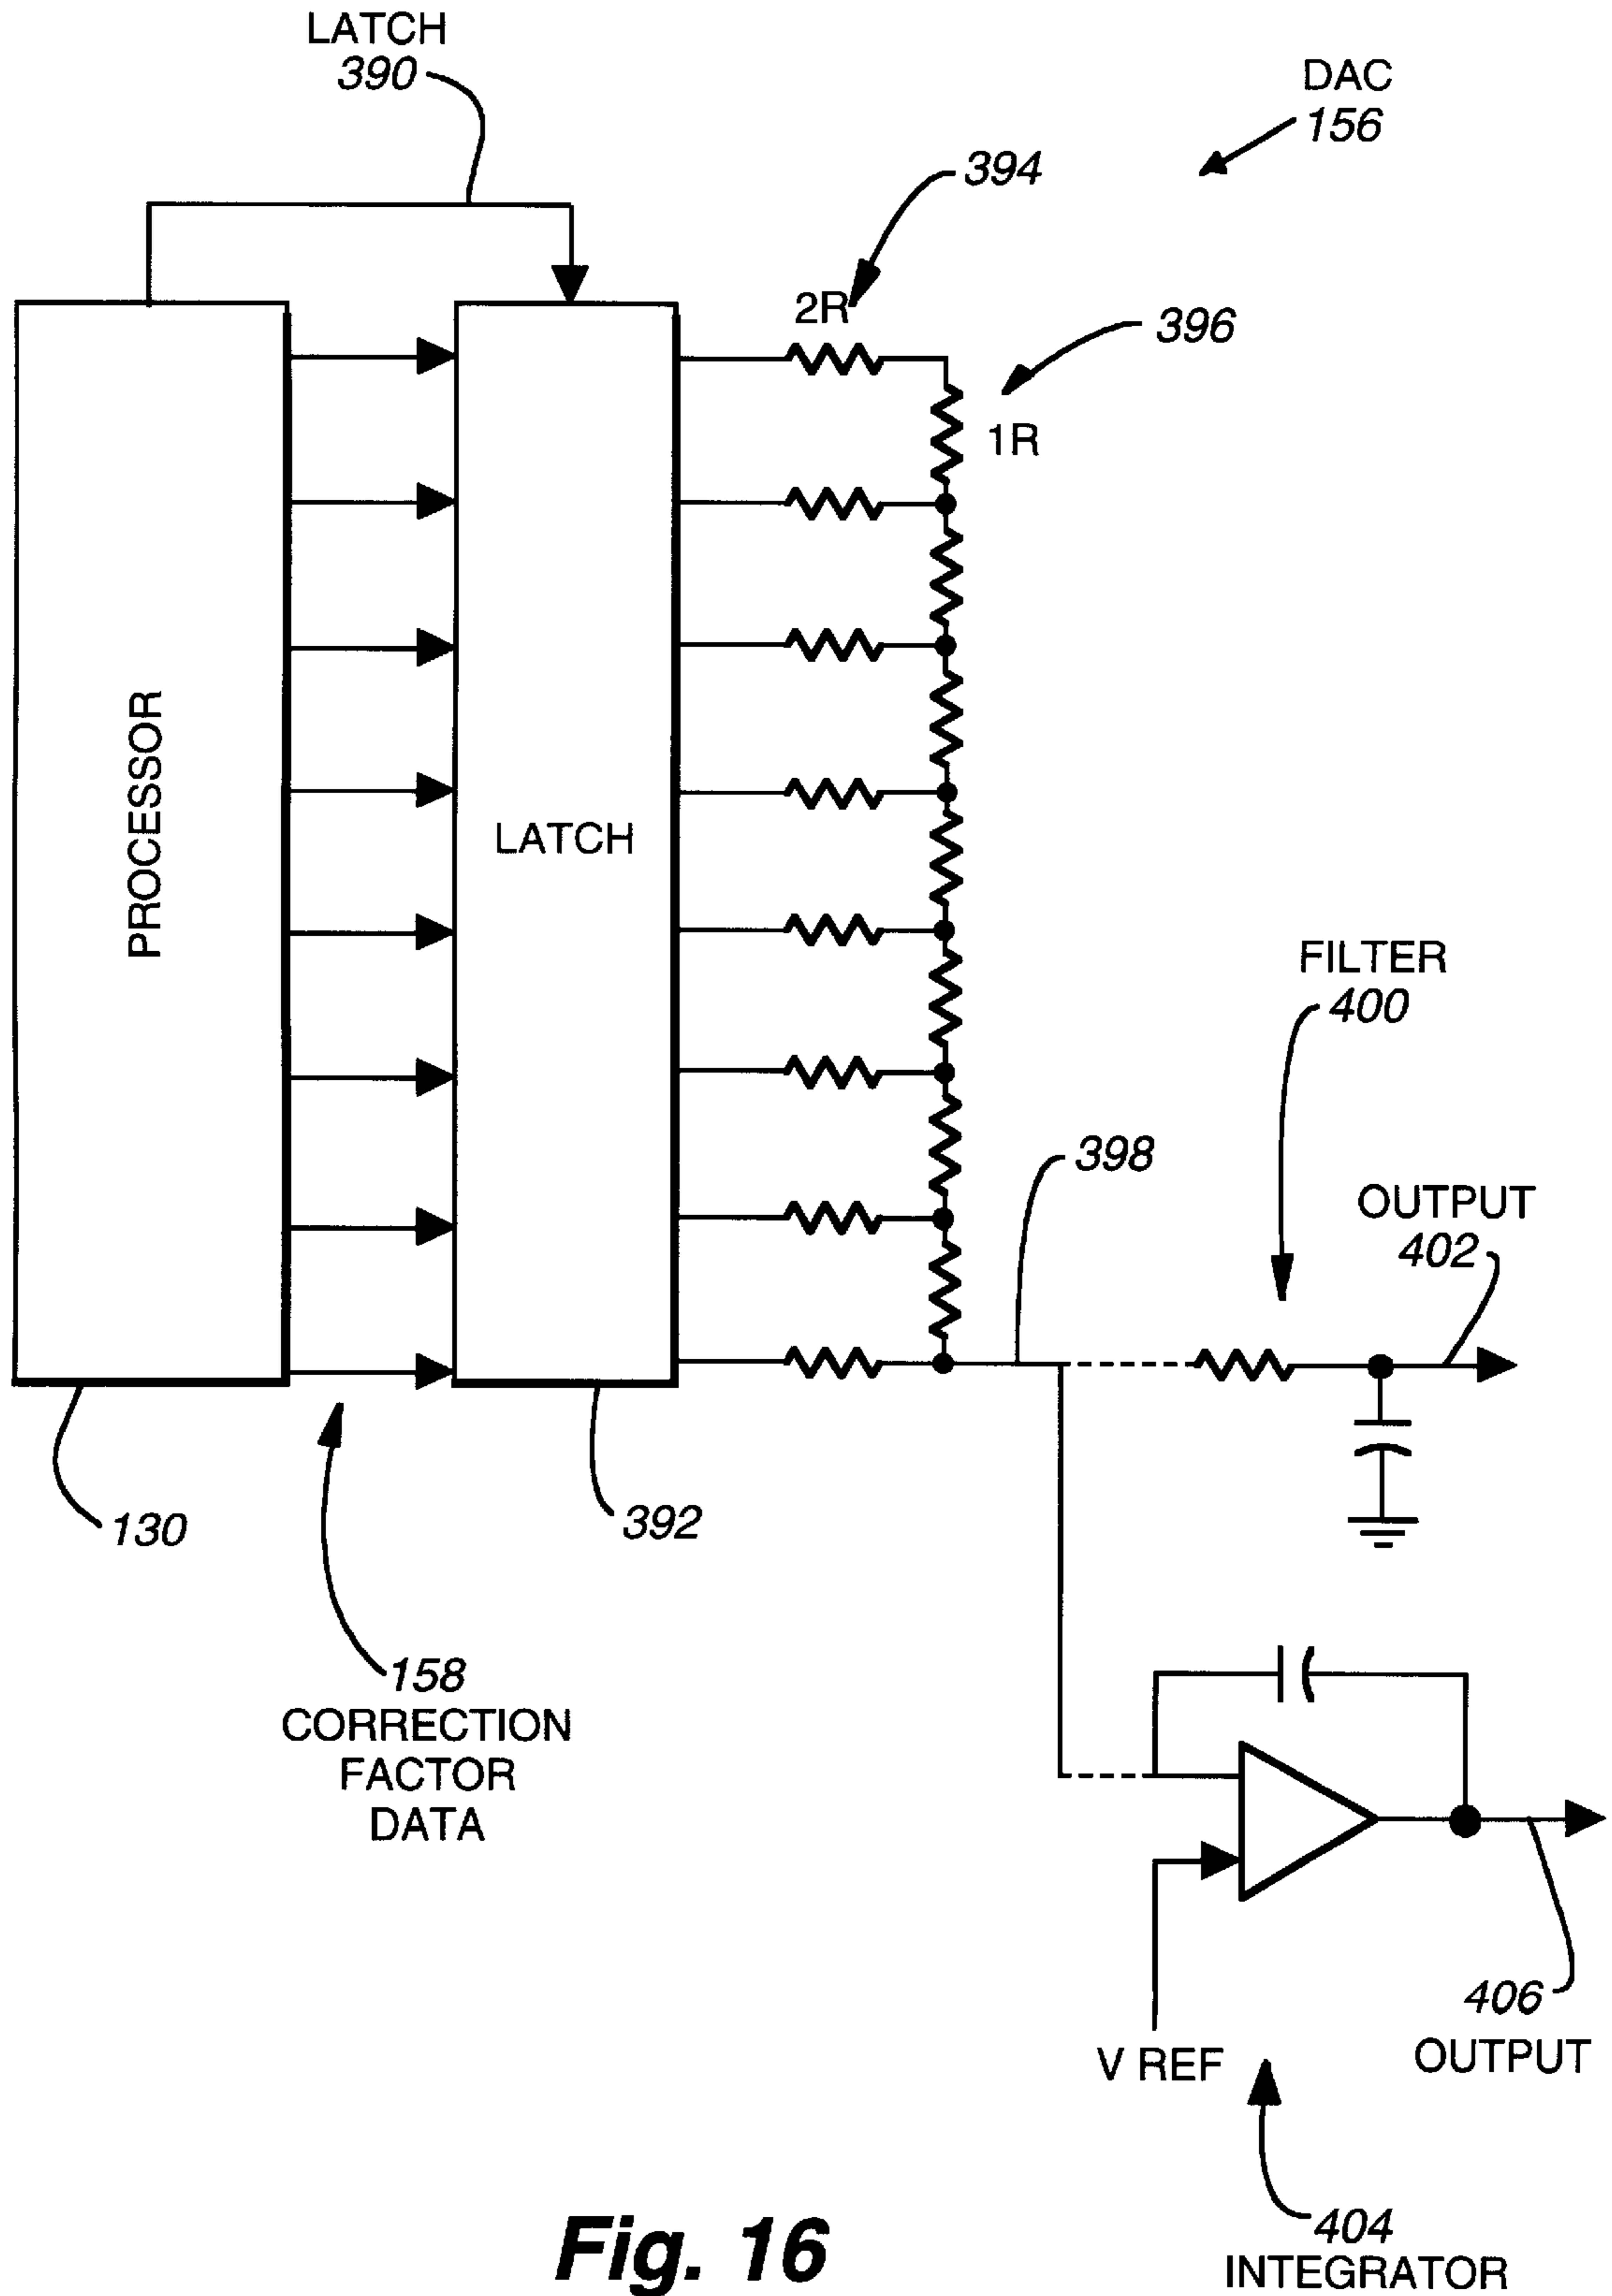 LATCH
390
DAC
156
394
2R
396
1R
PROCESSOR
LATCH
FILTER
400
398
OUTPUT
402
130
392
158
CORRECTION
FACTOR
DATA
406
OUTPUT
V REF
404
INTEGRATOR
Fig. 16